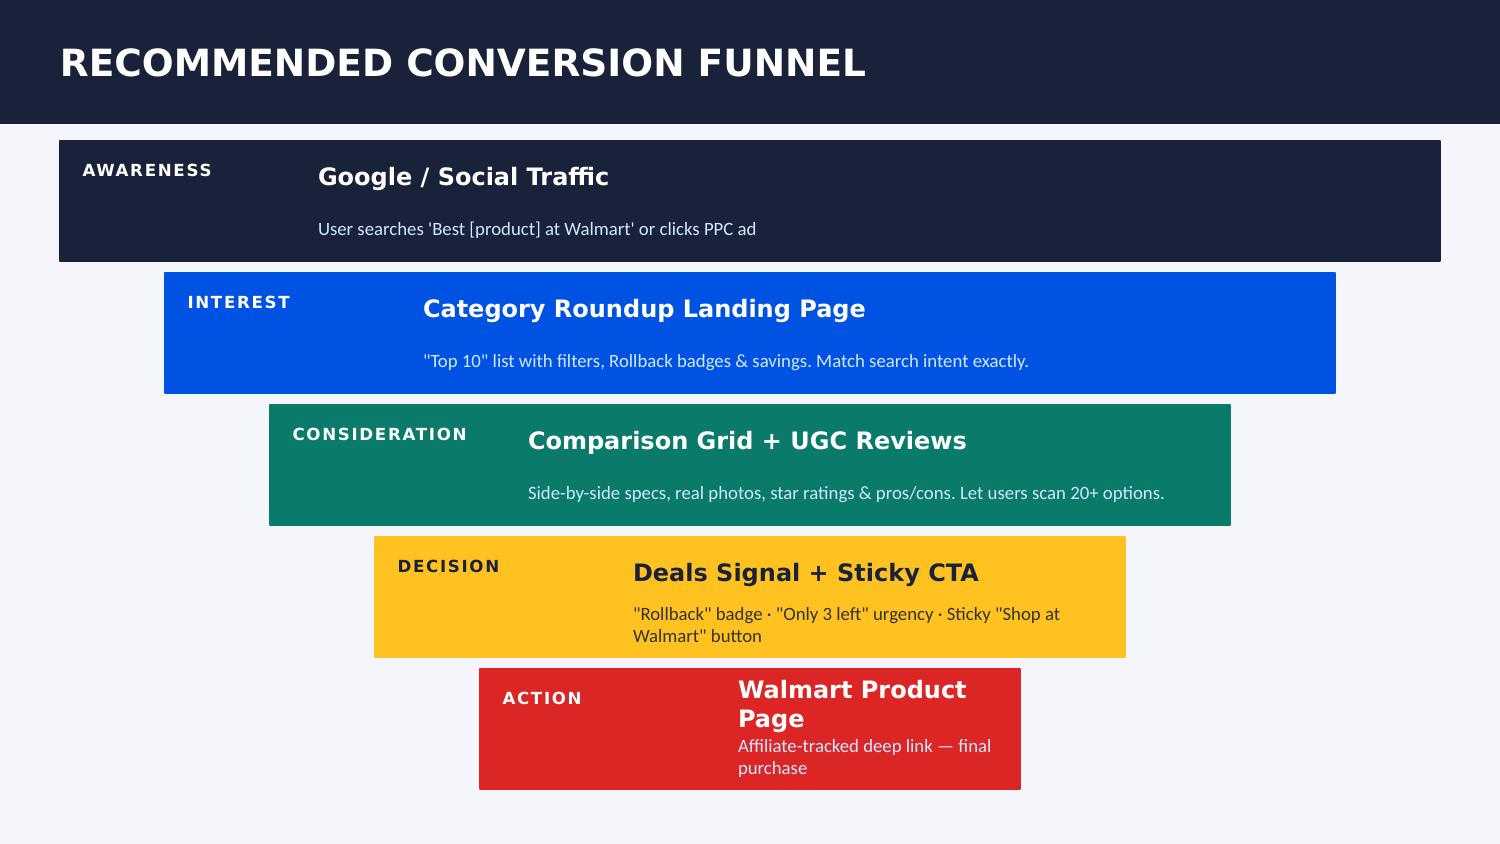 RECOMMENDED CONVERSION FUNNEL
AWARENESS
Google / Social Traffic
User searches 'Best [product] at Walmart' or clicks PPC ad
INTEREST
Category Roundup Landing Page
"Top 10" list with filters, Rollback badges & savings. Match search intent exactly.
CONSIDERATION
Comparison Grid + UGC Reviews
Side-by-side specs, real photos, star ratings & pros/cons. Let users scan 20+ options.
DECISION
Deals Signal + Sticky CTA
"Rollback" badge · "Only 3 left" urgency · Sticky "Shop at
Walmart" button
ACTION
Walmart Product
Page
Affiliate-tracked deep link — final
purchase